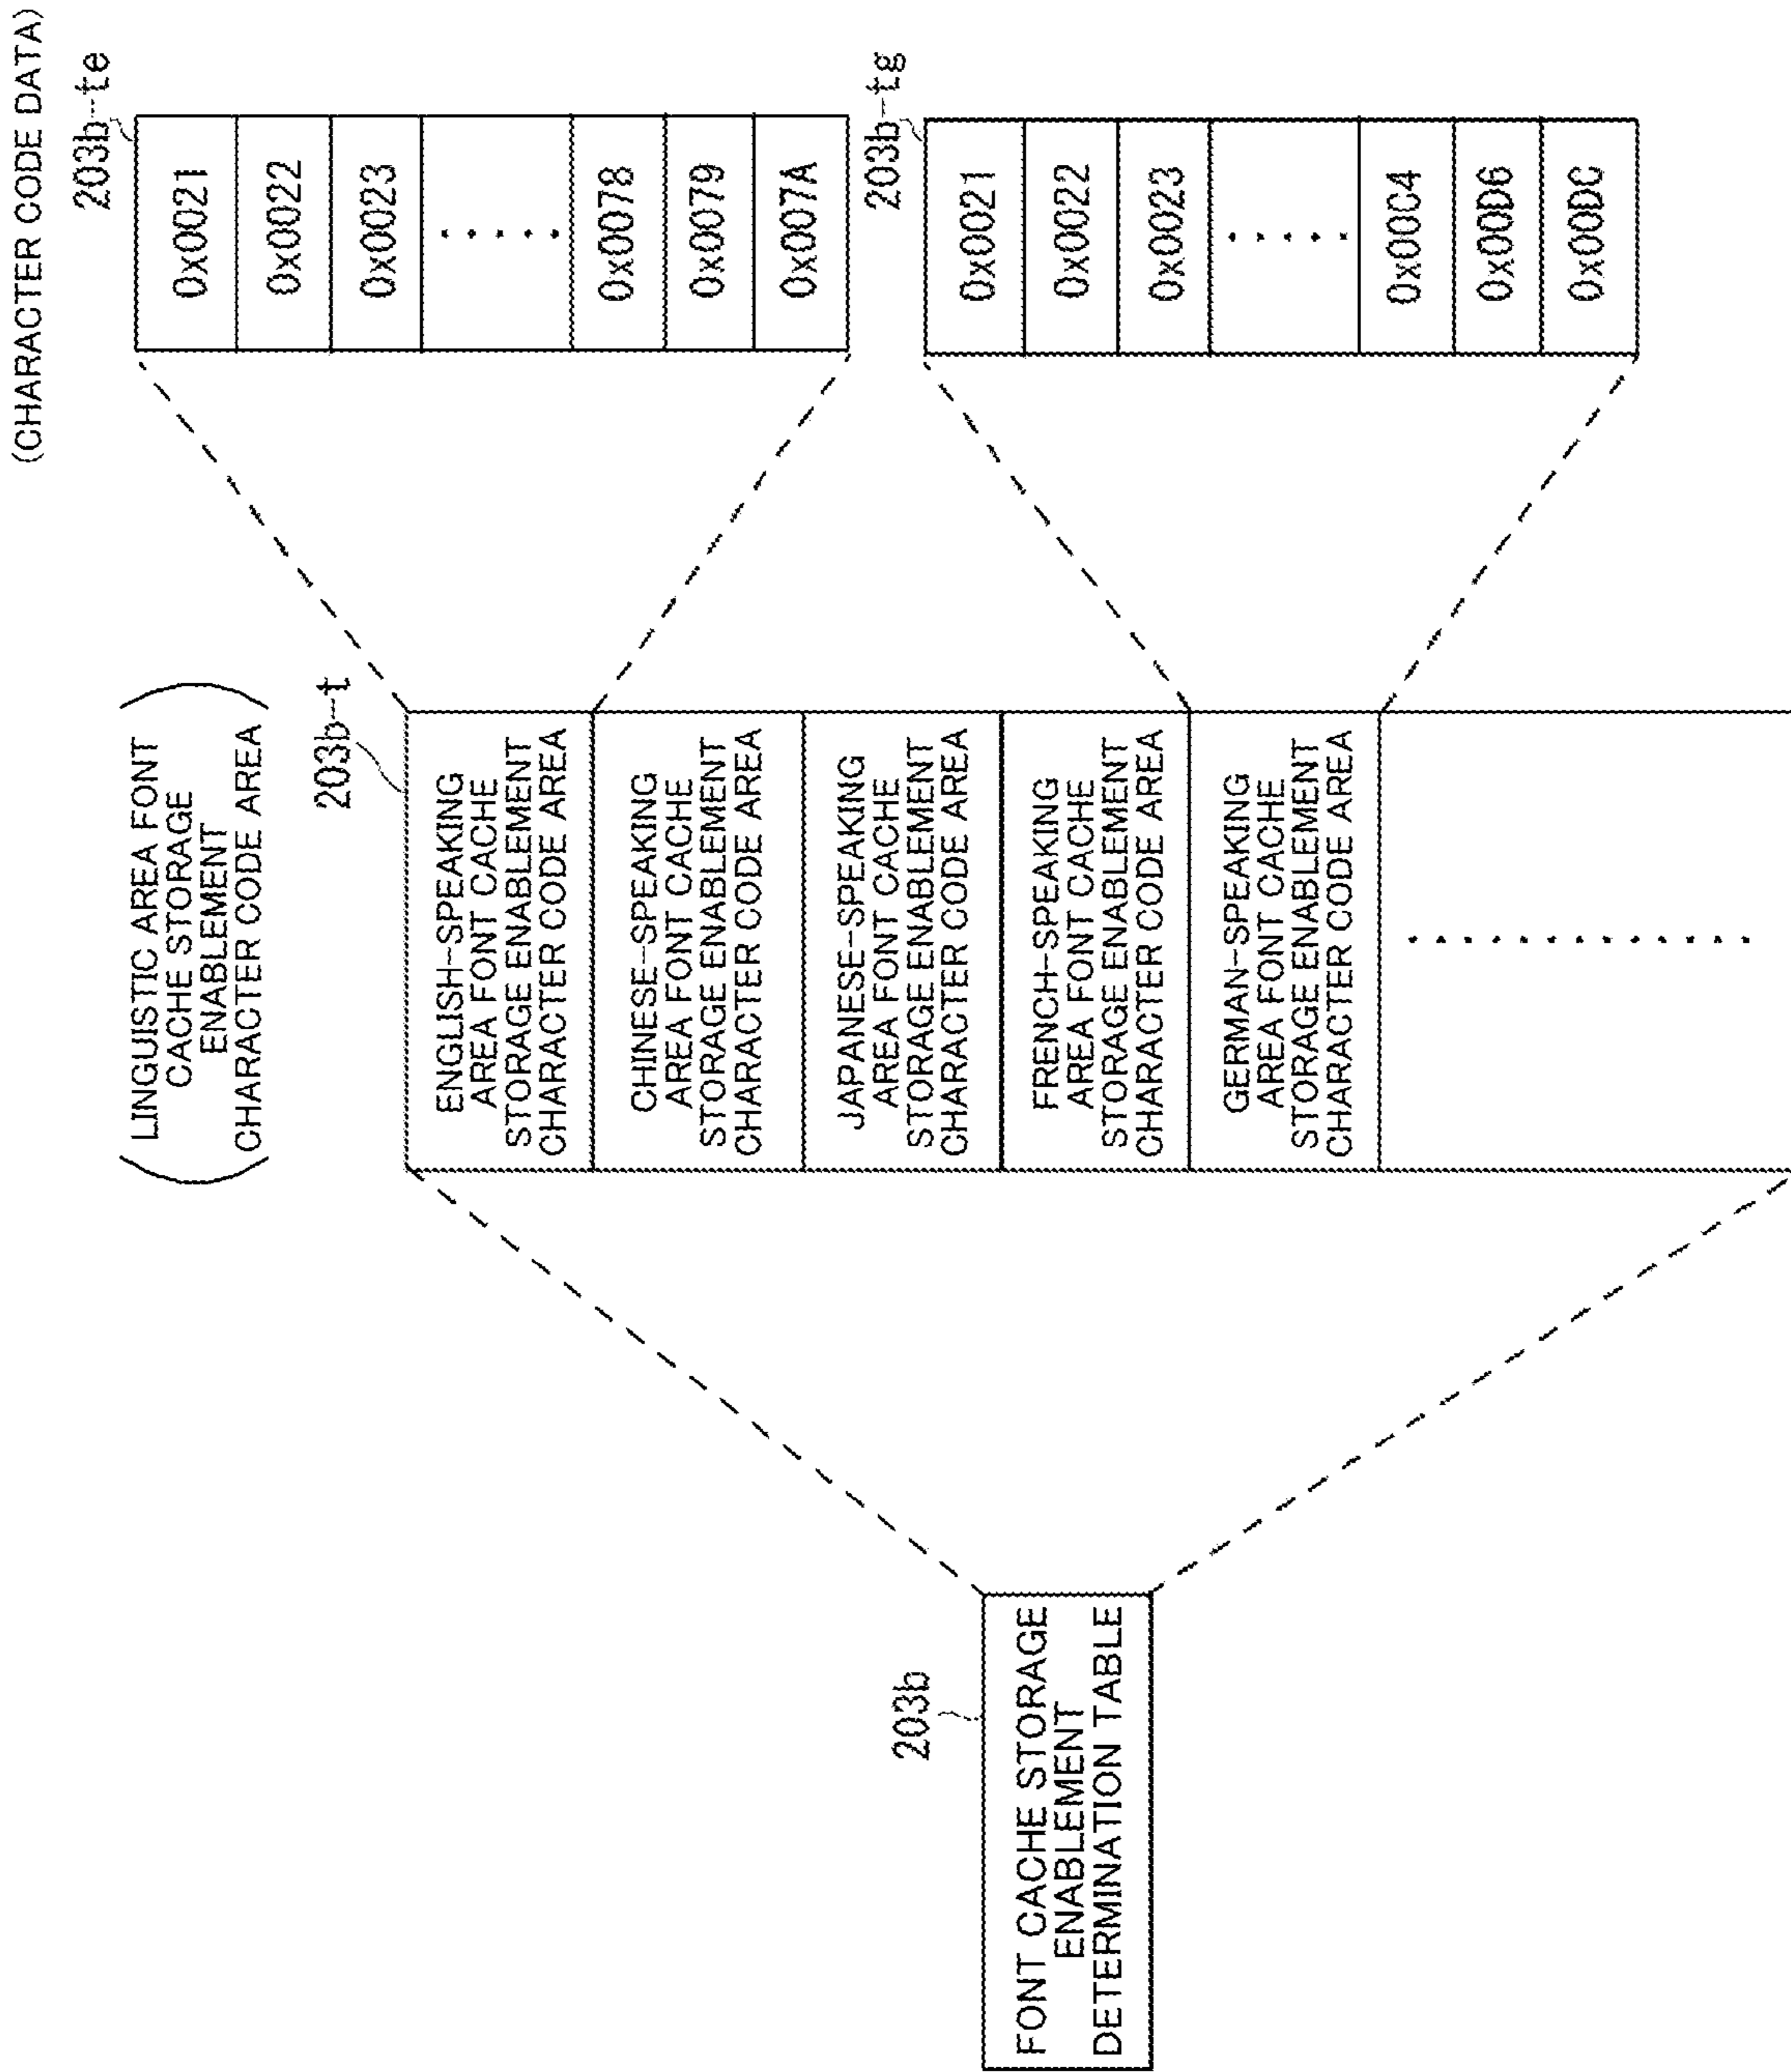 203b
FONT CACHE STORAGE
ENABLEMENT
DETERMINATION TABLE
LINGUISTIC AREA FONT
CACHE STORAGE
ENABLEMENT
CHARACTER CODE AREA
203b-t
ENGLISH-SPEAKING
AREA FONT CACHE
STORAGE ENABLEMENT
CHARACTER CODE AREA
CHINESE-SPEAKING
AREA FONT CACHE
STORAGE ENABLEMENT
CHARACTER CODE AREA
JAPANESE-SPEAKING
AREA FONT CACHE
STORAGE ENABLEMENT
CHARACTER CODE AREA
FRENCH-SPEAKING
AREA FONT CACHE
STORAGE ENABLEMENT
CHARACTER CODE AREA
GERMAN-SPEAKING
AREA FONT CACHE
STORAGE ENABLEMENT
CHARACTER CODE AREA
(CHARACTER CODE DATA)
203b-te
0x0021
0x0022
0x0023
0x0078
0x0079
0x007A
203b-tg
0x0021
0x0022
0x0023
0x00C4
0x00D6
0x00DC